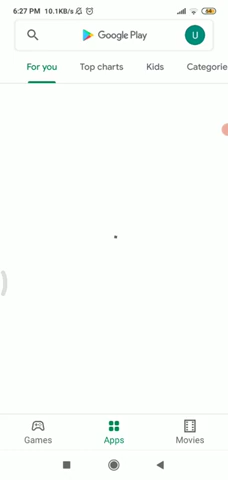 6:27 PM 10.1KB/s
Google Play
U
For you Top charts Kids Categorie
Games Apps Movies